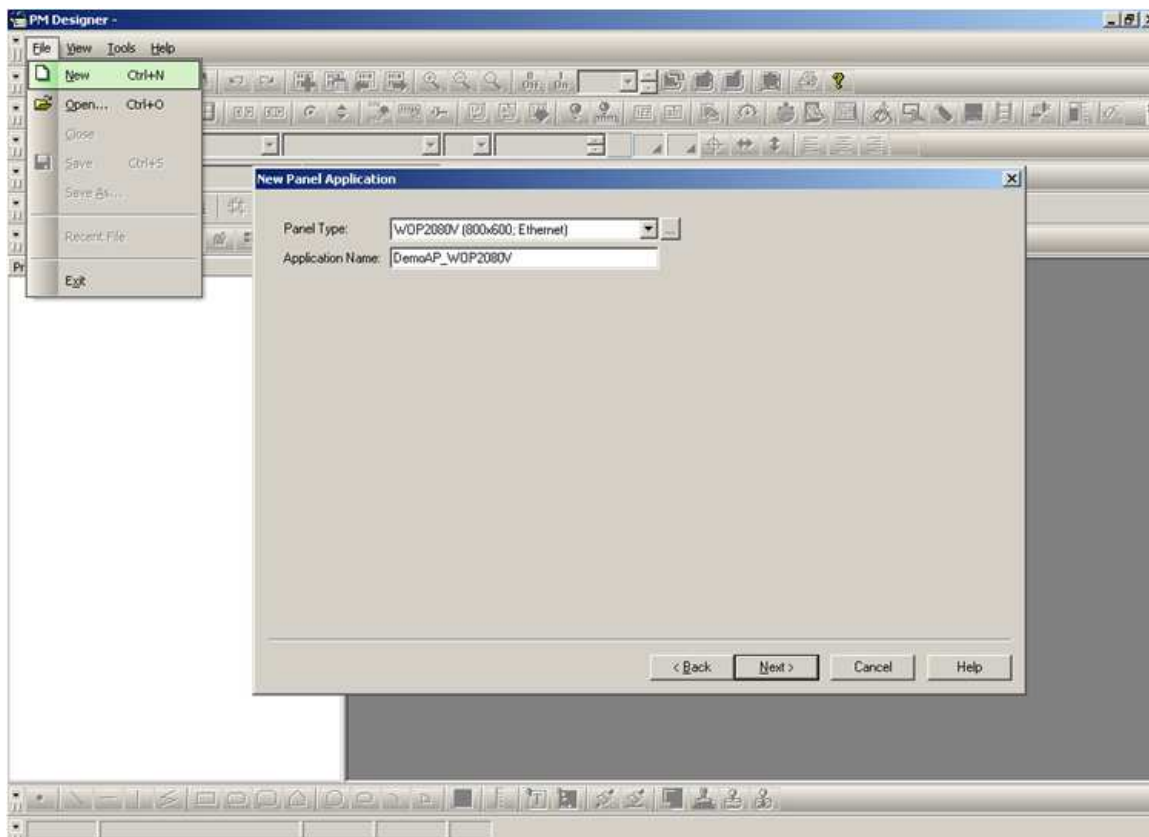 PM Designer -
File View Tools Help
New Ctrl+N
Open... Ctrl+O
Close
Save Ctrl+S
Save As...
Recent File
Exit
Pr
New Panel Application
Panel Type: WOP2080V (800x600; Ethernet) ...
Application Name: DemoAP_WOP2080V
< Back Next > Cancel Help